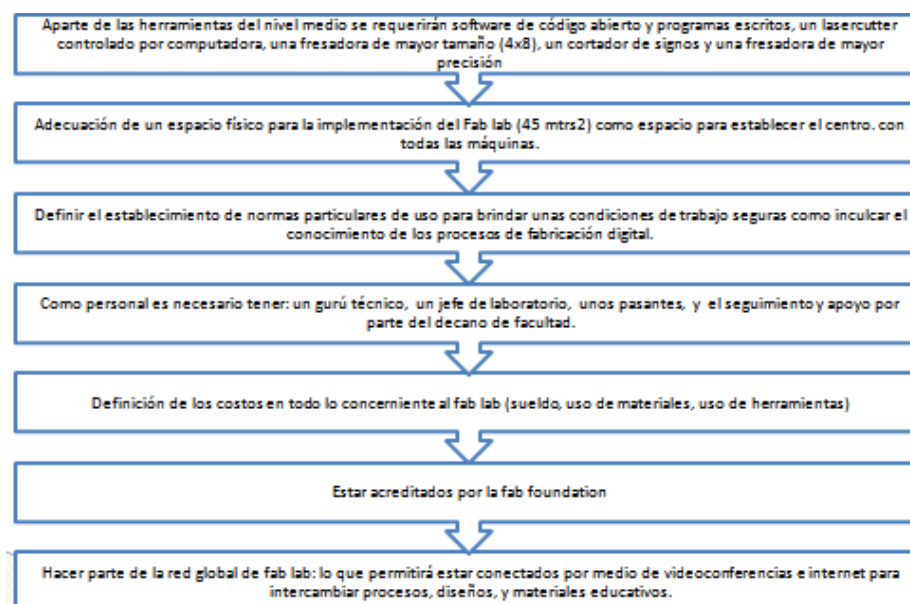 Aparte de las herramientas del nivel medio se requerirán software de código abierto y programas escritos, un lasercutter
controlado por computadora, una fresadora de mayor tamaño (4x8), un cortador de signos y una fresadora de mayor
precisión
Adecuación de un espacio físico para la implementación del Fab lab (45 mtrs2) como espacio para establecer el centro. con
todas las máquinas.
Definir el establecimiento de normas particulares de uso para brindar unas condiciones de trabajo seguras como inculcar el
conocimiento de los procesos de fabricación digital.
Como personal es necesario tener: un gurú técnico, un jefe de laboratorio, unos pasantes, y el seguimiento y apoyo por
parte del decano de facultad.
Definición de los costos en todo lo concerniente al fab lab (sueldo, uso de materiales, uso de herramientas)
Estar acreditados por la fab foundation
Hacer parte de la red global de fab lab: lo que permitirá estar conectados por medio de videoconferencias e internet para
intercambiar procesos, diseños, y materiales educativos.